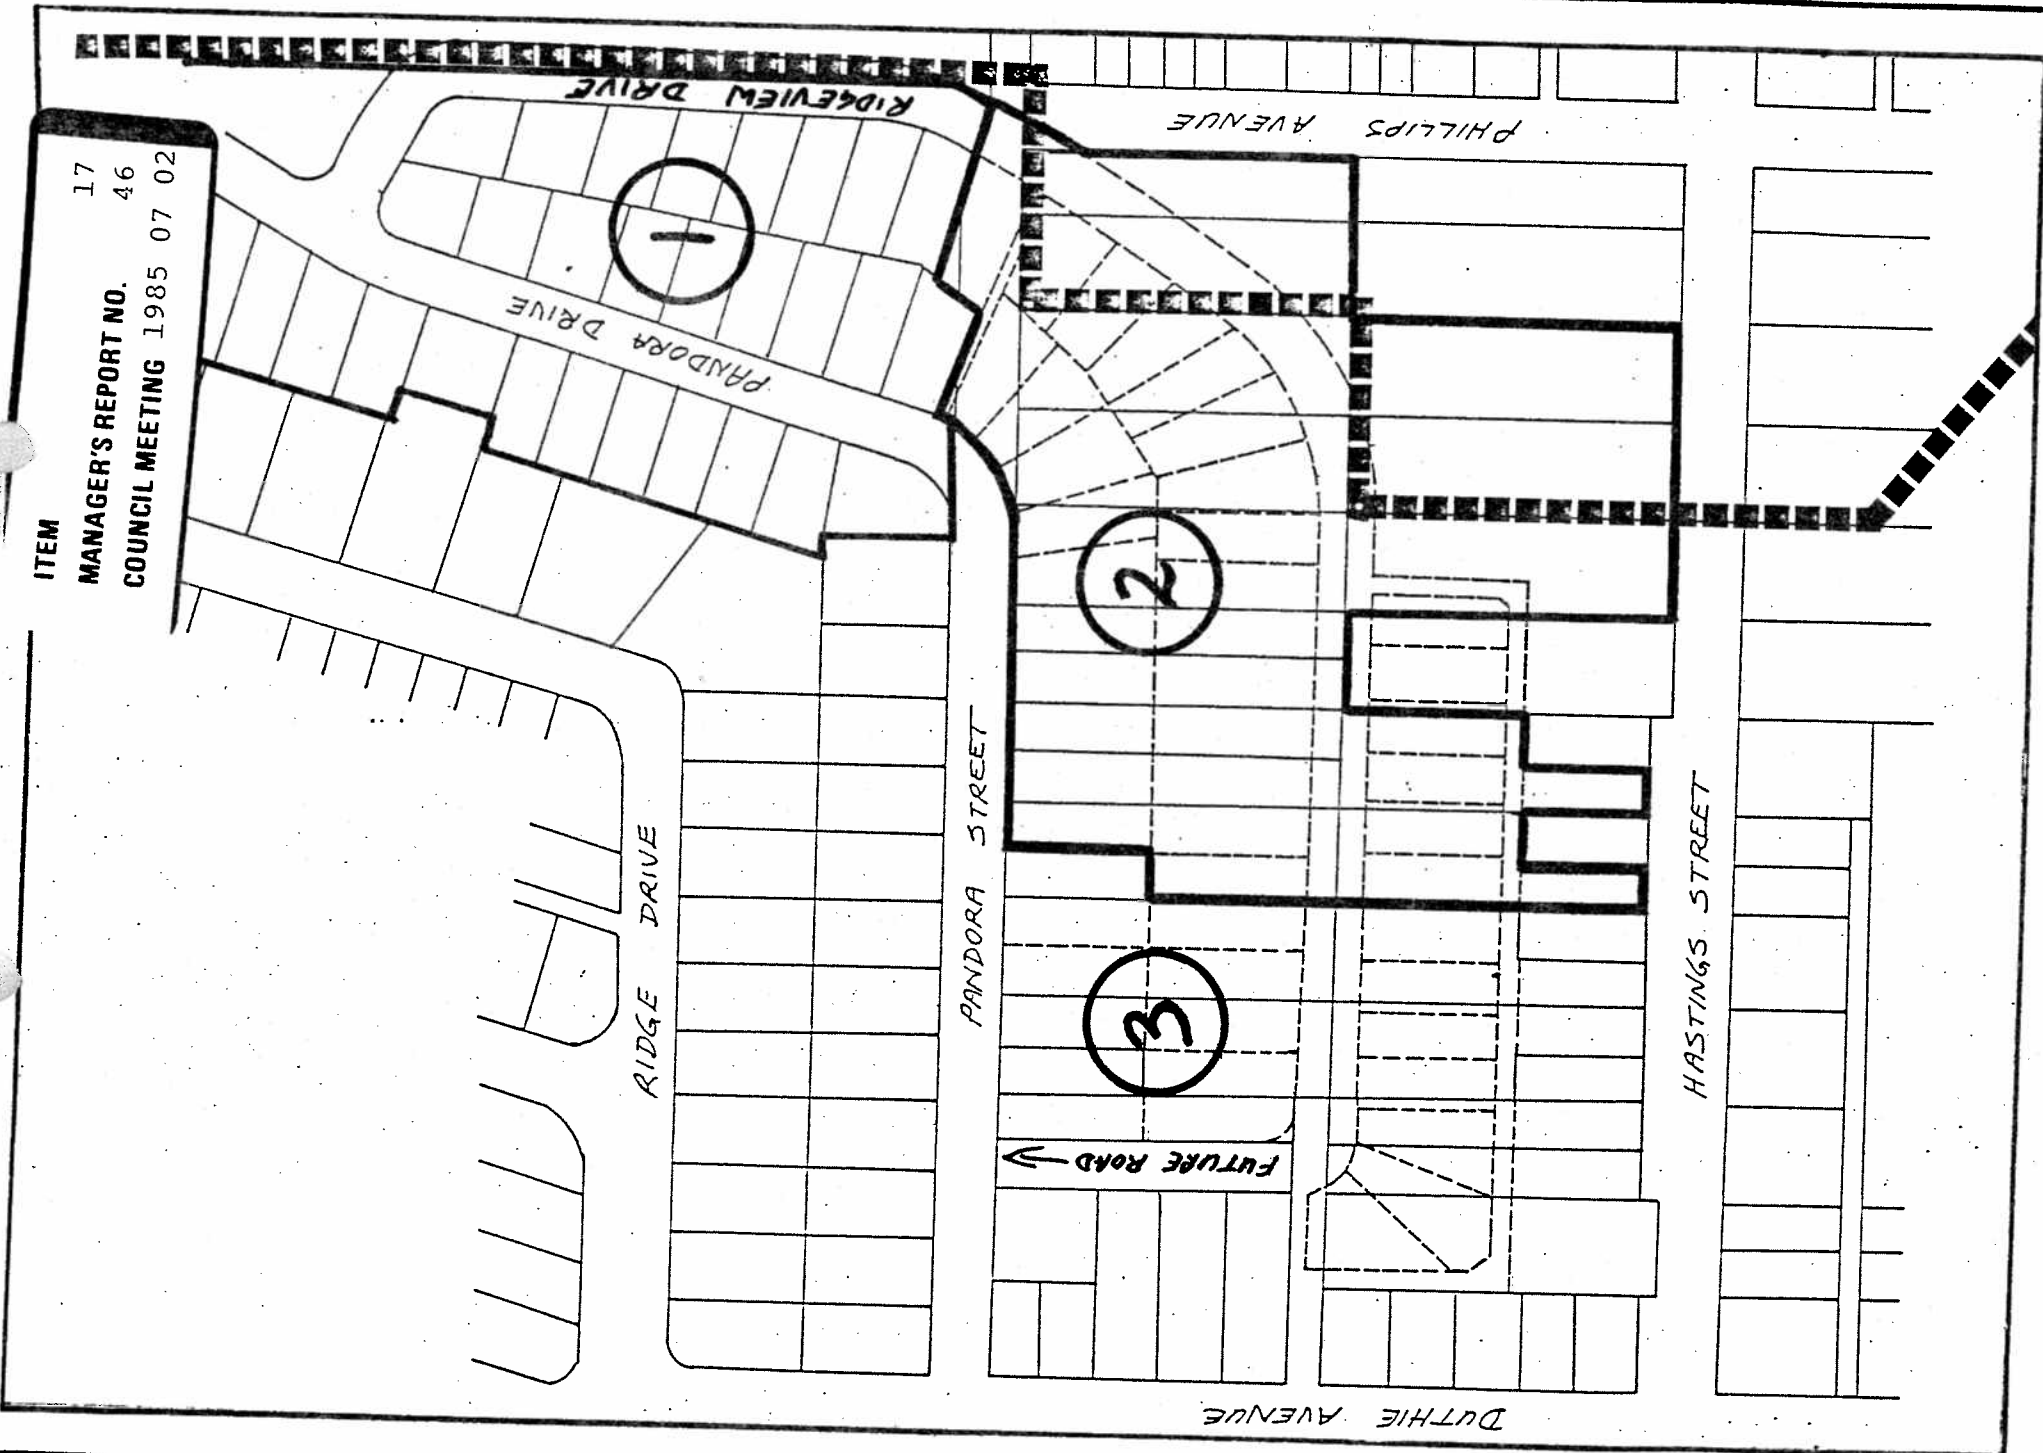 ITEM 17
MANAGER'S REPORT NO. 46
COUNCIL MEETING 1985 07 02
RIDGEVIEW DRIVE
PHILLIPS AVENUE
1
PANDORA DRIVE
2
RIDGE DRIVE
PANDORA STREET
HASTINGS STREET
3
FUTURE ROAD
DUTHIE AVENUE